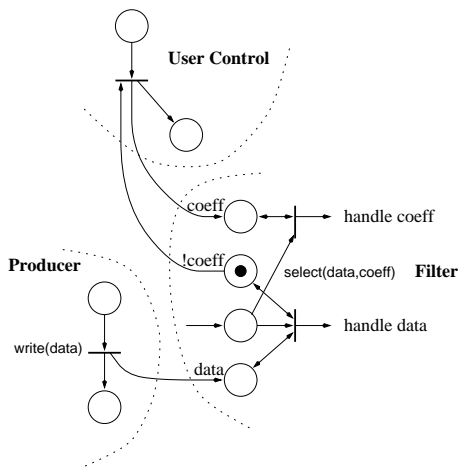 User Control
coeff
handle coeff
!coeff
Producer
select(data,coeff)
Filter
handle data
write(data)
data